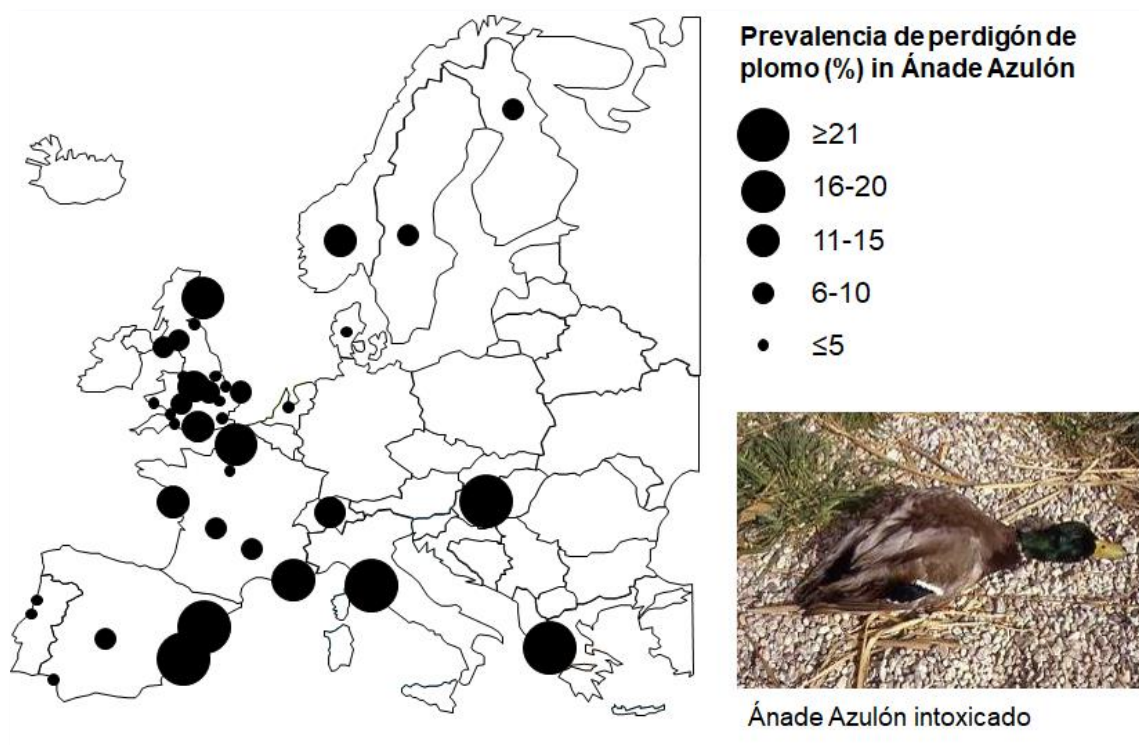 Prevalencia de perdigón de
plomo (%) in Ánade Azulón
≥21
16-20
11-15
6-10
≤5
Ánade Azulón intoxicado